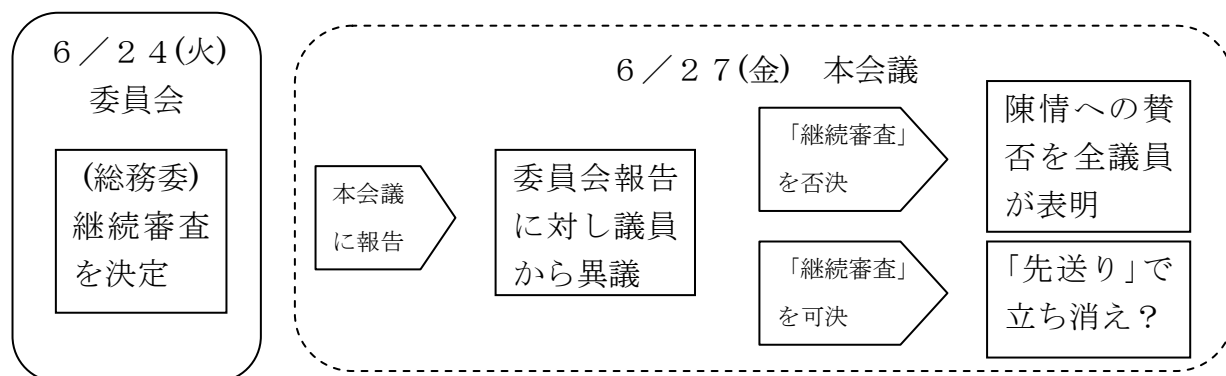 ６／２４(火)
委員会
(総務委)
継続審査
を決定
６／２７(金)　本会議
本会議
に報告
委員会報告
に対し議員
から異議
「継続審査」
を否決
陳情への賛
否を全議員
が表明
「継続審査」
を可決
「先送り」で
立ち消え？